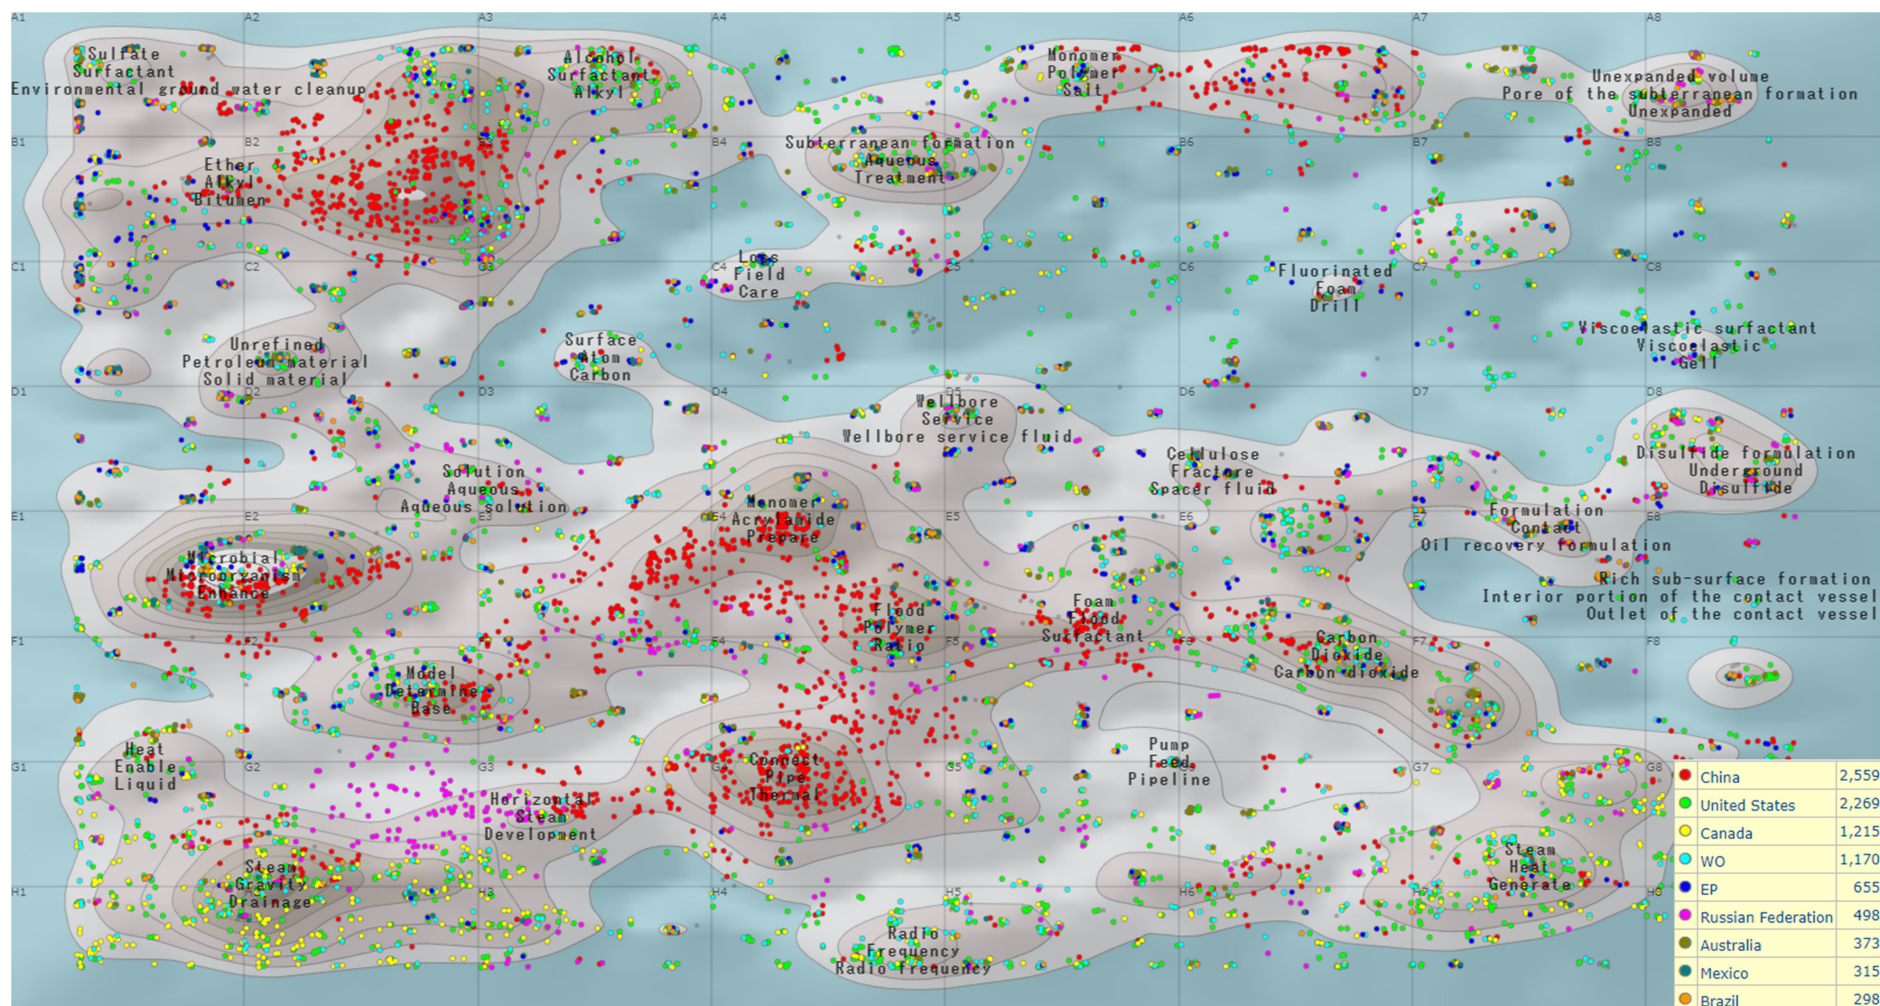 A1 A2 A3 A4 A5 A6 A7 A8
Sulfate
Surfactant
Environmental ground water cleanup
Alcohol
Surfactant
Alkyl
Monomer
Polymer
Salt
Unexpanded volume
Pore of the subterranean formation
Unexpanded
B1 B2 B4 B6 B7 B8
Ether
Alkyl
Bitumen
Subterranean formation
Aqueous
Treatment
C1 C2 C3 C4 C5 C6 C7 C8
Loss
Field
Care
Fluorinated
Foam
Drill
Unrefined
Petroleum material
Solid material
Surface
Atom
Carbon
Viscoelastic surfactant
Viscoelastic
Gell
D1 D2 D3 D4 D5 D6 D7 D8
Wellbore
Service
Wellbore service fluid
Solution
Aqueous
Aqueous solution
Cellulose
Fracture
Spacer fluid
Disulfide formulation
Underground
Disulfide
E1 E2 E3 E4 E5 E6 E7 E8
Monomer
Acrylamide
Prepare
Formulation
Contact
Oil recovery formulation
Microbial
Microorganism
Enhance
Rich sub-surface formation
Interior portion of the contact vessel
Outlet of the contact vessel
Flood
Polymer
Ratio
Foam
Flood
Surfactant
F1 F2 F4 F5 F6 F7 F8
Carbon
Dioxide
Carbon dioxide
Model
Determine
Base
Heat
Enable
Liquid
G1 G2 G3 G5 G7 G8
Connect
Pipe
Thermal
Pump
Feed
Pipeline
Horizontal
Steam
Development
Steam
Gravity
Drainage
Steam
Heat
Generate
H1 H3 H4 H5 H6
Radio
Frequency
Radio frequency
China 2,559
United States 2,269
Canada 1,215
WO 1,170
EP 655
Russian Federation 498
Australia 373
Mexico 315
Brazil 298